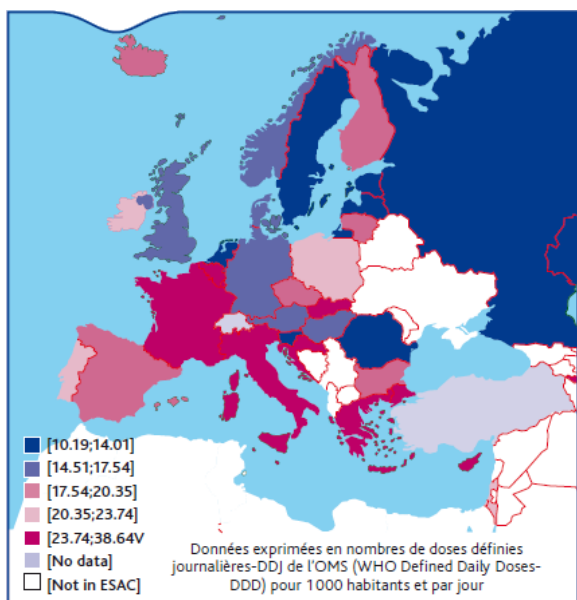 [10.19;14.01]
[14.51;17.54]
[17.54;20.35]
[20.35;23.74]
[23.74;38.64V
[No data]
[Not in ESAC]
Données exprimées en nombres de doses définies
journalières-DDJ de l'OMS (WHO Defined Daily Doses-
DDD) pour 1000 habitants et par jour